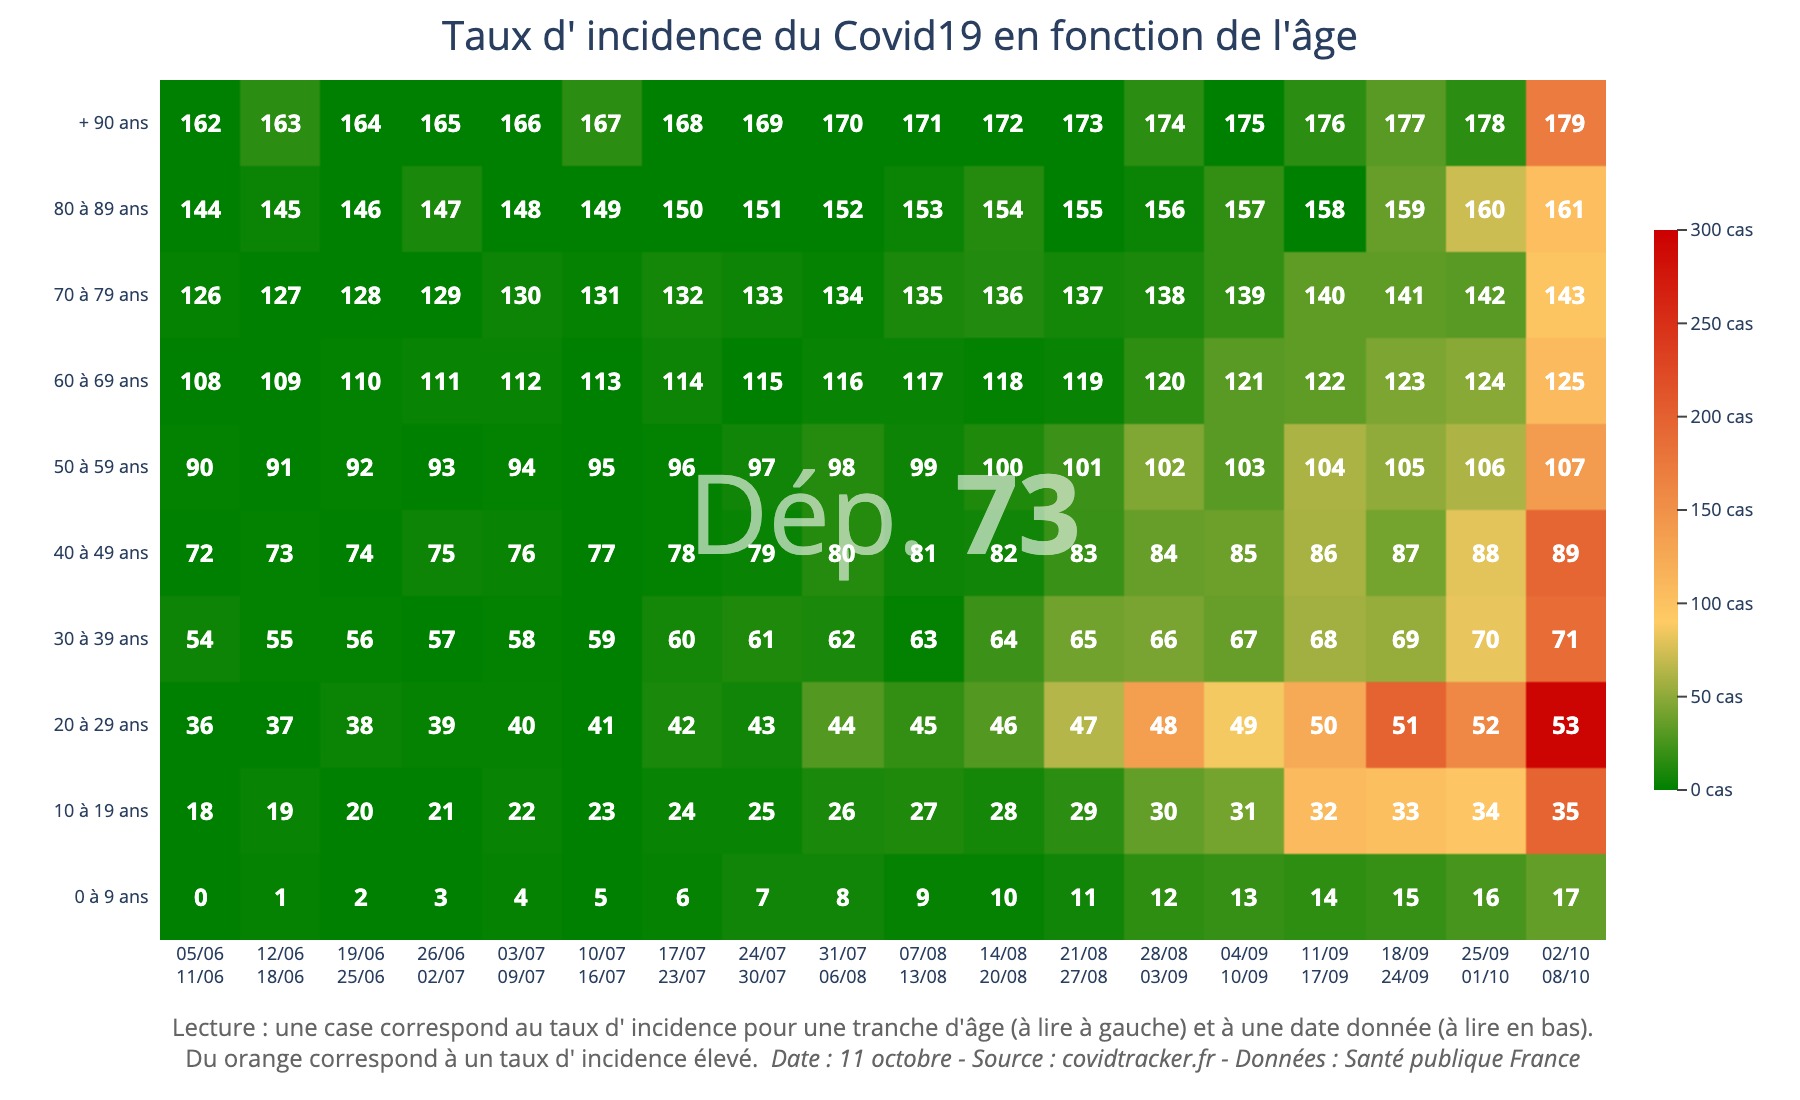 Taux d' incidence du Covid19 en fonction de l'âge
+ 90 ans 162 163 164 165 166 167 168 169 170 171 172 173 174 175 176 177 178 179
80 à 89 ans 144 145 146 147 148 149 150 151 152 153 154 155 156 157 158 159 160 161
70 à 79 ans 126 127 128 129 130 131 132 133 134 135 136 137 138 139 140 141 142 143
60 à 69 ans 108 109 110 111 112 113 114 115 116 117 118 119 120 121 122 123 124 125
50 à 59 ans 90 91 92 93 94 95 96 97 98 99 100 101 102 103 104 105 106 107
Dép. 73
40 à 49 ans 72 73 74 75 76 77 78 79 80 81 82 83 84 85 86 87 88 89
30 à 39 ans 54 55 56 57 58 59 60 61 62 63 64 65 66 67 68 69 70 71
20 à 29 ans 36 37 38 39 40 41 42 43 44 45 46 47 48 49 50 51 52 53
10 à 19 ans 18 19 20 21 22 23 24 25 26 27 28 29 30 31 32 33 34 35
0 à 9 ans 0 1 2 3 4 5 6 7 8 9 10 11 12 13 14 15 16 17
05/06 12/06 19/06 26/06 03/07 10/07 17/07 24/07 31/07 07/08 14/08 21/08 28/08 04/09 11/09 18/09 25/09 02/10
11/06 18/06 25/06 02/07 09/07 16/07 23/07 30/07 06/08 13/08 20/08 27/08 03/09 10/09 17/09 24/09 01/10 08/10
300 cas
250 cas
200 cas
150 cas
100 cas
50 cas
0 cas
Lecture : une case correspond au taux d' incidence pour une tranche d'âge (à lire à gauche) et à une date donnée (à lire en bas).
Du orange correspond à un taux d' incidence élevé. Date : 11 octobre - Source : covidtracker.fr - Données : Santé publique France